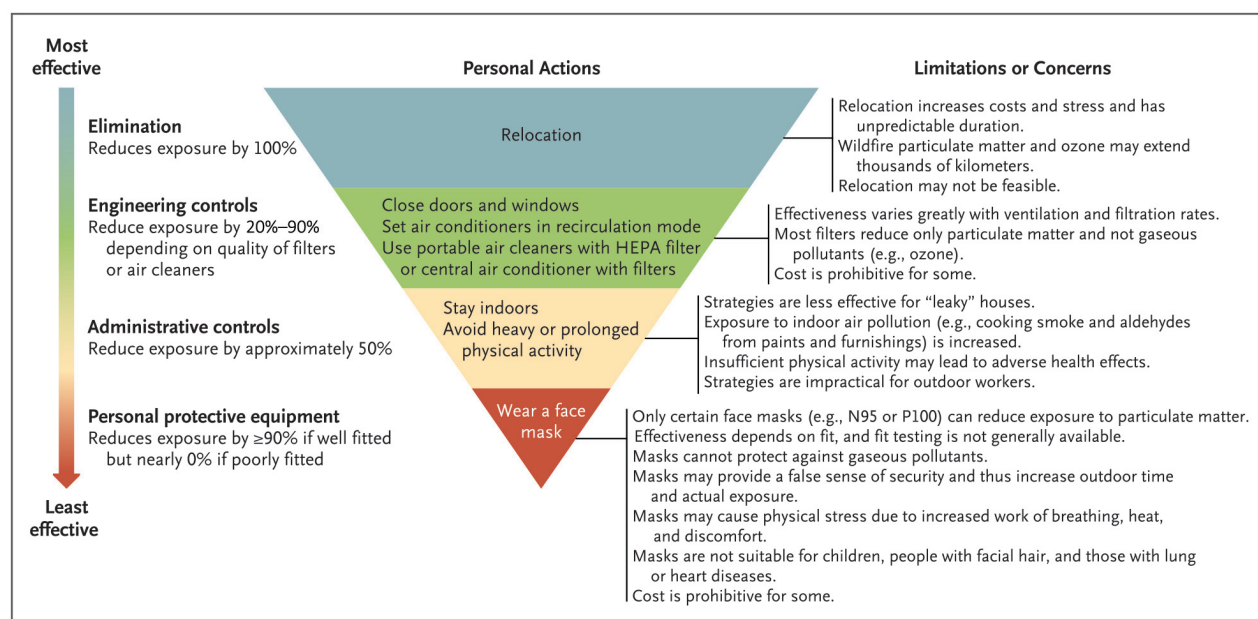 Most
effective
Personal Actions
Limitations or Concerns
Elimination
Reduces exposure by 100%
Relocation
Relocation increases costs and stress and has
unpredictable duration.
Wildfire particulate matter and ozone may extend
thousands of kilometers.
Relocation may not be feasible.
Engineering controls
Reduce exposure by 20%–90%
depending on quality of filters
or air cleaners
Close doors and windows
Set air conditioners in recirculation mode
Use portable air cleaners with HEPA filter
or central air conditioner with filters
Effectiveness varies greatly with ventilation and filtration rates.
Most filters reduce only particulate matter and not gaseous
pollutants (e.g., ozone).
Cost is prohibitive for some.
Administrative controls
Reduce exposure by approximately 50%
Stay indoors
Avoid heavy or prolonged
physical activity
Strategies are less effective for “leaky” houses.
Exposure to indoor air pollution (e.g., cooking smoke and aldehydes
from paints and furnishings) is increased.
Insufficient physical activity may lead to adverse health effects.
Strategies are impractical for outdoor workers.
Personal protective equipment
Reduces exposure by ≥90% if well fitted
but nearly 0% if poorly fitted
Wear a face
mask
Only certain face masks (e.g., N95 or P100) can reduce exposure to particulate matter.
Effectiveness depends on fit, and fit testing is not generally available.
Masks cannot protect against gaseous pollutants.
Masks may provide a false sense of security and thus increase outdoor time
and actual exposure.
Masks may cause physical stress due to increased work of breathing, heat,
and discomfort.
Masks are not suitable for children, people with facial hair, and those with lung
or heart diseases.
Cost is prohibitive for some.
Least
effective